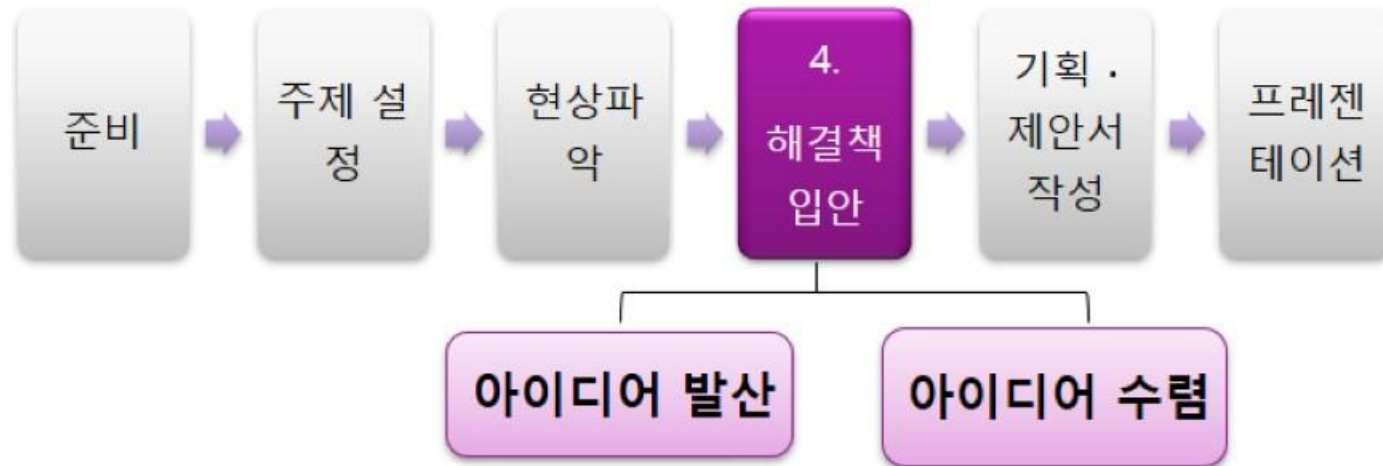 준비
주제 설
정
현상파
악
4.
해결책
입안
기획 ·
제안서
작성
프레젠
테이션
아이디어 발산
아이디어 수렴